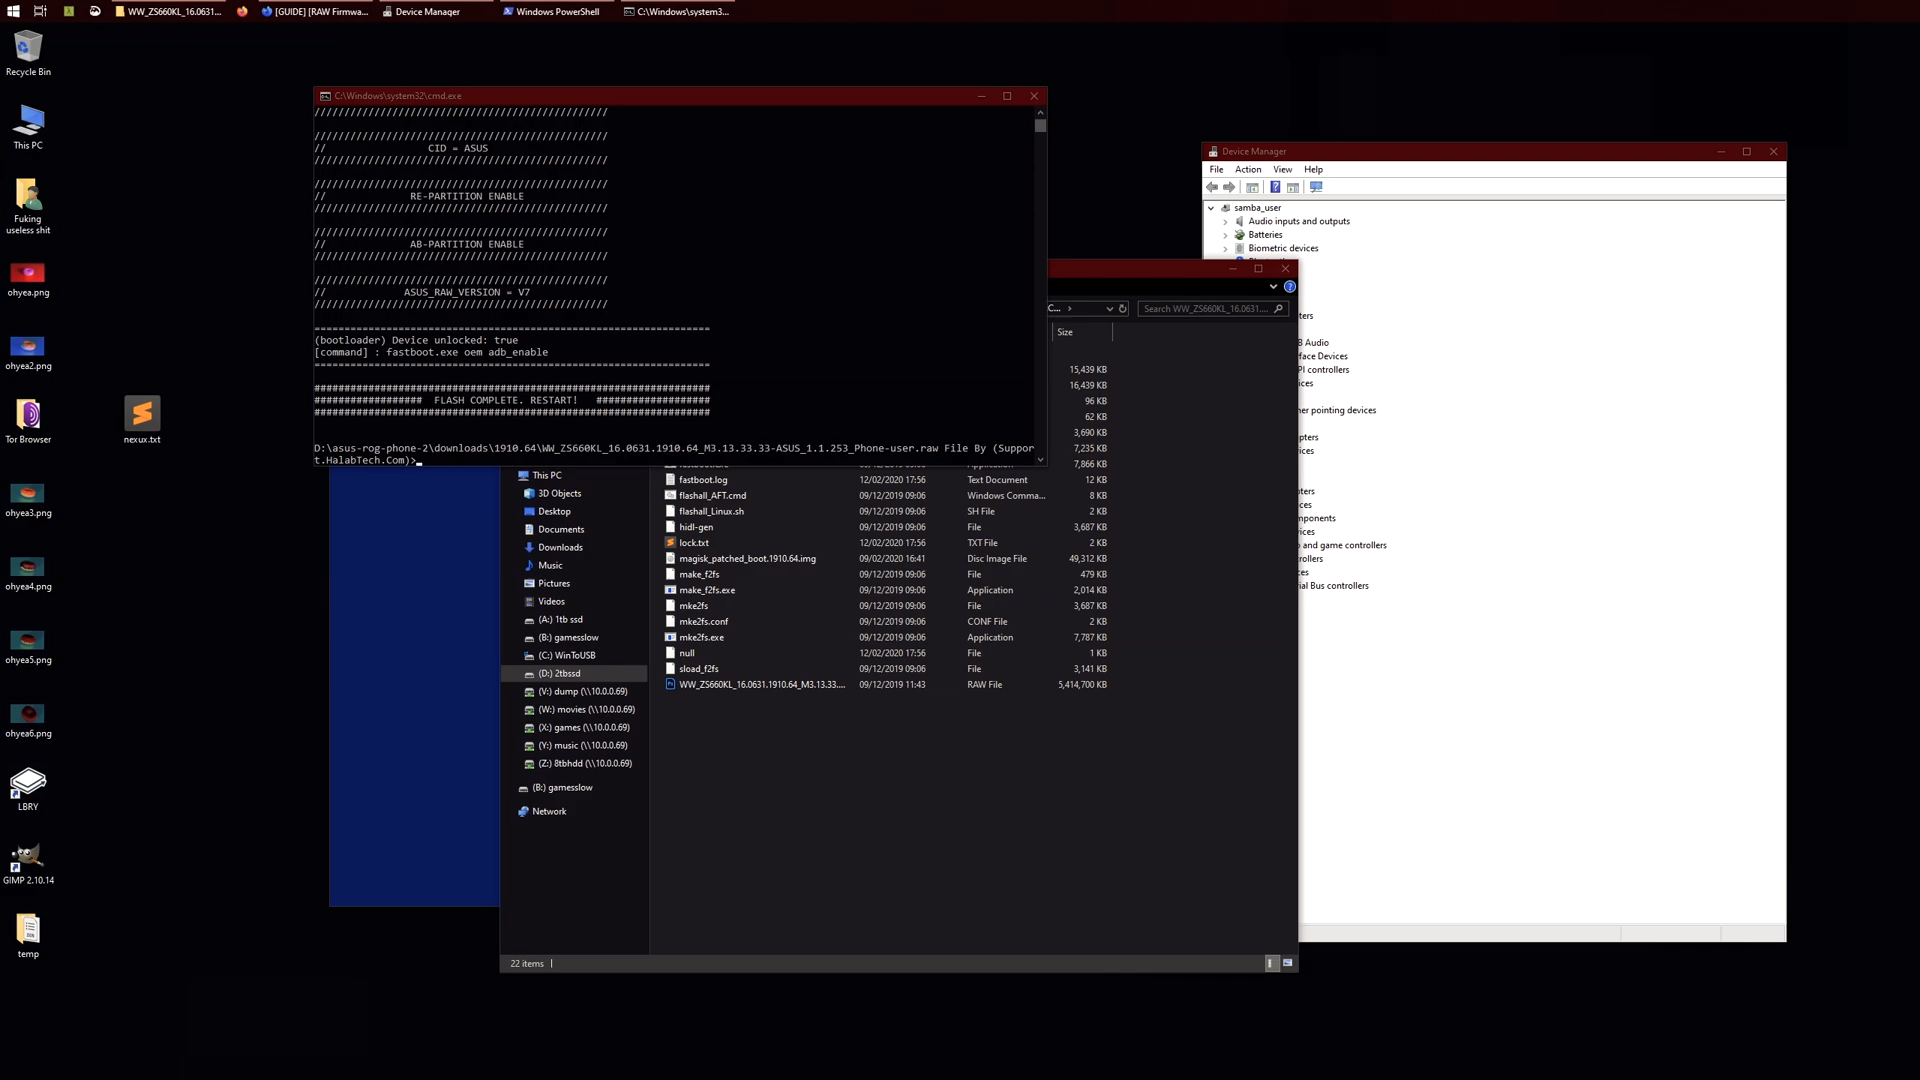 WW_ZS660KL_16.0631....
[GUIDE] [RAW Firmwa...
Device Manager
Windows PowerShell
C:\Windows\system3...
Recycle Bin
This PC
Fuking
useless shit
ohyea.png
ohyea2.png
Tor Browser
nexux.txt
ohyea3.png
ohyea4.png
ohyea5.png
ohyea6.png
LBRY
GIMP 2.10.14
temp
C:\Windows\system32\cmd.exe
/////////////////////////////////////////////////
/////////////////////////////////////////////////
// CID = ASUS
/////////////////////////////////////////////////
/////////////////////////////////////////////////
// RE-PARTITION ENABLE
/////////////////////////////////////////////////
/////////////////////////////////////////////////
// AB-PARTITION ENABLE
/////////////////////////////////////////////////
/////////////////////////////////////////////////
// ASUS_RAW_VERSION = V7
/////////////////////////////////////////////////
==================================================================
(bootloader) Device unlocked: true
[command] : fastboot.exe oem adb_enable
==================================================================
##################################################################
################## FLASH COMPLETE. RESTART! ###################
##################################################################
D:\asus-rog-phone-2\downloads\1910.64\WW_ZS660KL_16.0631.1910.64_M3.13.33.33-ASUS_1.1.253_Phone-user.raw File By (Suppor
t.HalabTech.Com)>
C... >
Search WW_ZS660KL_16.0631....
Size
15,439 KB
16,439 KB
96 KB
62 KB
3,690 KB
7,235 KB
7,866 KB
fastboot.log 12/02/2020 17:56 Text Document 12 KB
flashall_AFT.cmd 09/12/2019 09:06 Windows Comma... 8 KB
flashall_Linux.sh 09/12/2019 09:06 SH File 2 KB
hidl-gen 09/12/2019 09:06 File 3,687 KB
lock.txt 12/02/2020 17:56 TXT File 2 KB
magisk_patched_boot.1910.64.img 09/02/2020 16:41 Disc Image File 49,312 KB
make_f2fs 09/12/2019 09:06 File 479 KB
make_f2fs.exe 09/12/2019 09:06 Application 2,014 KB
mke2fs 09/12/2019 09:06 File 3,687 KB
mke2fs.conf 09/12/2019 09:06 CONF File 2 KB
mke2fs.exe 09/12/2019 09:06 Application 7,787 KB
null 12/02/2020 17:56 File 1 KB
sload_f2fs 09/12/2019 09:06 File 3,141 KB
WW_ZS660KL_16.0631.1910.64_M3.13.33.... 09/12/2019 11:43 RAW File 5,414,700 KB
This PC
3D Objects
Desktop
Documents
Downloads
Music
Pictures
Videos
(A:) 1tb ssd
(B:) gamesslow
(C:) WinToUSB
(D:) 2tbssd
(V:) dump (\\10.0.0.69)
(W:) movies (\\10.0.0.69)
(X:) games (\\10.0.0.69)
(Y:) music (\\10.0.0.69)
(Z:) 8tbhdd (\\10.0.0.69)
(B:) gamesslow
Network
22 items
Device Manager
File Action View Help
samba_user
Audio inputs and outputs
Batteries
Biometric devices
ters
Audio
face Devices
PI controllers
ices
her pointing devices
pters
ters
ices
mponents
vices
o and game controllers
rollers
ces
ial Bus controllers